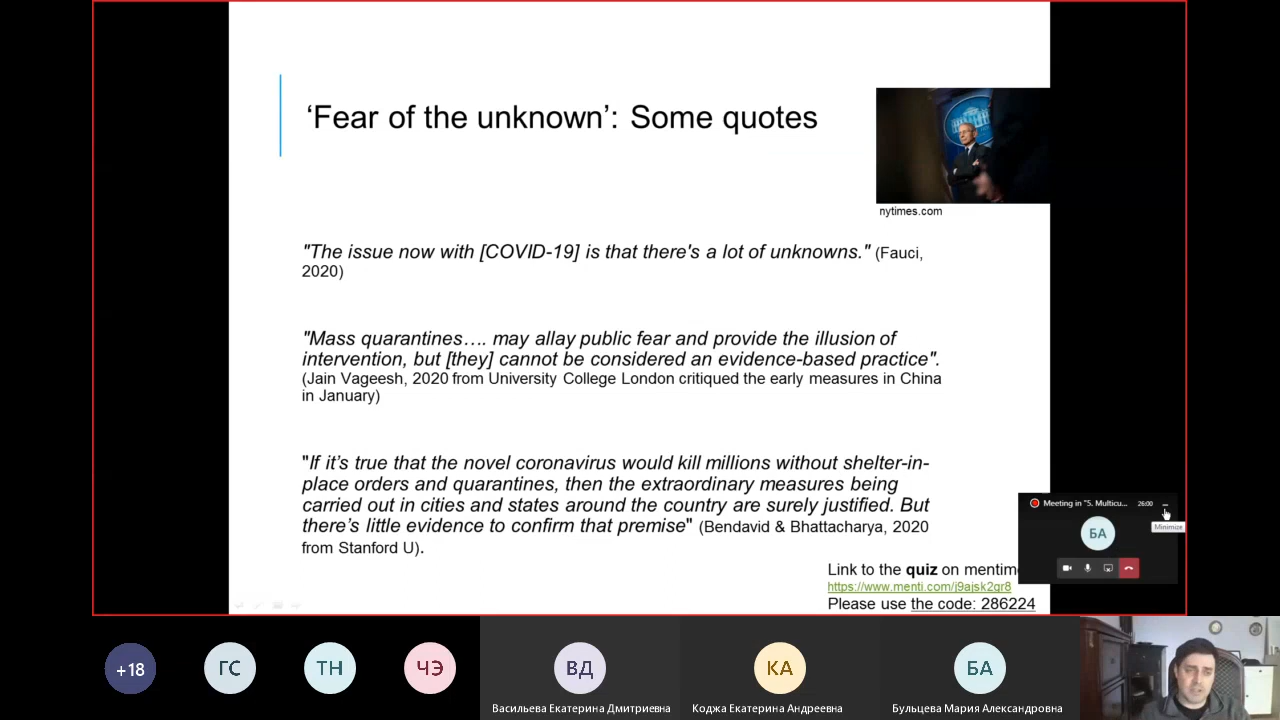 ‘Fear of the unknown’: Some quotes
nytimes.com
"The issue now with [COVID-19] is that there's a lot of unknowns." (Fauci,
2020)
"Mass quarantines…. may allay public fear and provide the illusion of
intervention, but [they] cannot be considered an evidence-based practice".
(Jain Vageesh, 2020 from University College London critiqued the early measures in China
in January)
"If it’s true that the novel coronavirus would kill millions without shelter-in-
place orders and quarantines, then the extraordinary measures being
carried out in cities and states around the country are surely justified. But
there’s little evidence to confirm that premise" (Bendavid & Bhattacharya, 2020
from Stanford U).
Meeting in "5. Multicu... 26:00
Minimize
БА
Link to the quiz on mentime
https://www.menti.com/j9ajsk2gr8
Please use the code: 286224
+18 ГС ТН ЧЭ ВД КА БА
Васильева Екатерина Дмитриевна Коджа Екатерина Андреевна Бульцева Мария Александровна